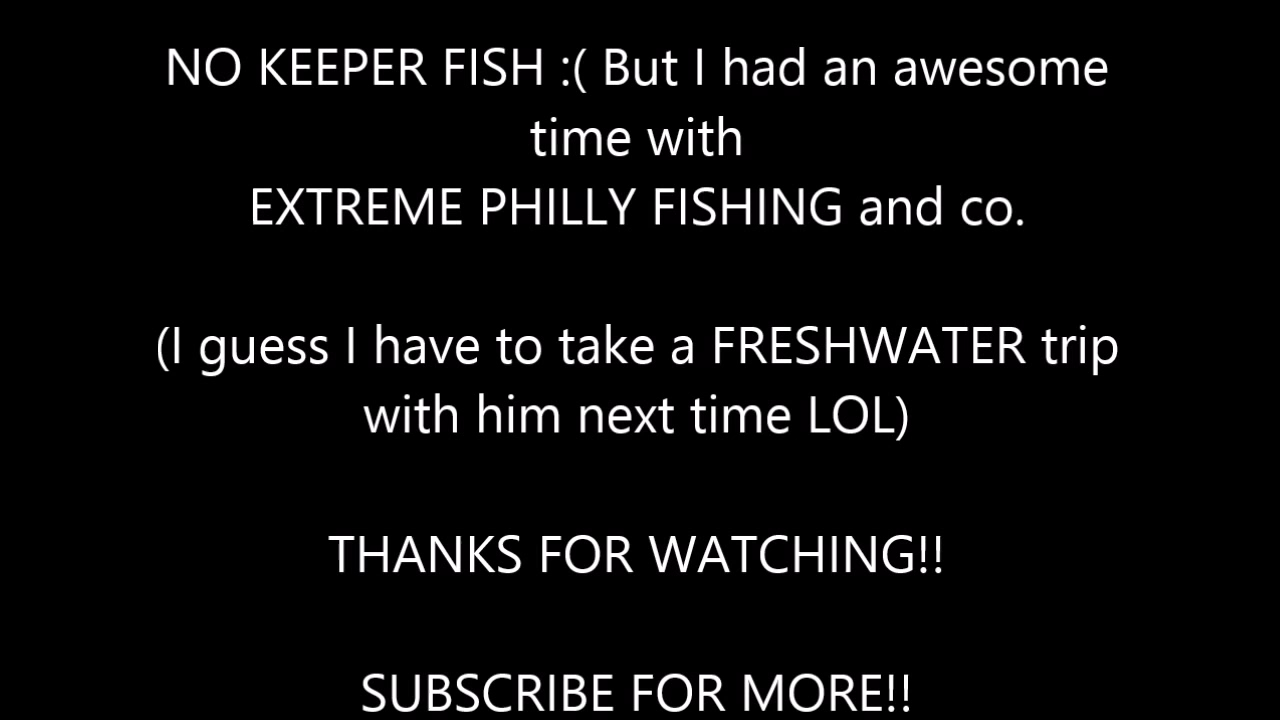 NO KEEPER FISH :( But I had an awesome
time with
EXTREME PHILLY FISHING and co.
(I guess I have to take a FRESHWATER trip
with him next time LOL)
THANKS FOR WATCHING!!
SUBSCRIBE FOR MORE!!